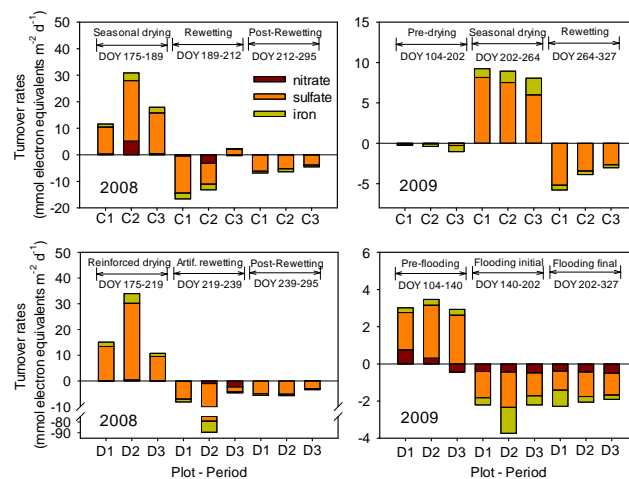 Turnover rates
(mmol electron equivalents m-2 d-1)
50
40
30
20
10
0
-10
-20
Seasonal drying
Rewetting
Post-Rewetting
DOY 175-189
DOY 189-212
DOY 212-295
nitrate
sulfate
iron
2008
C1 C2 C3 C1 C2 C3 C1 C2 C3
15
10
5
0
-5
Pre-drying
Seasonal drying
Rewetting
DOY 104-202
DOY 202-264
DOY 264-327
2009
C1 C2 C3 C1 C2 C3 C1 C2 C3
Turnover rates
(mmol electron equivalents m-2 d-1)
50
40
30
20
10
0
-10
-80
-90
Reinforced drying
Artif. rewetting
Post-Rewetting
DOY 175-219
DOY 219-239
DOY 239-295
2008
D1 D2 D3 D1 D2 D3 D1 D2 D3
Plot - Period
6
4
2
0
-2
-4
Pre-flooding
Flooding initial
Flooding final
DOY 104-140
DOY 140-202
DOY 202-327
2009
D1 D2 D3 D1 D2 D3 D1 D2 D3
Plot - Period